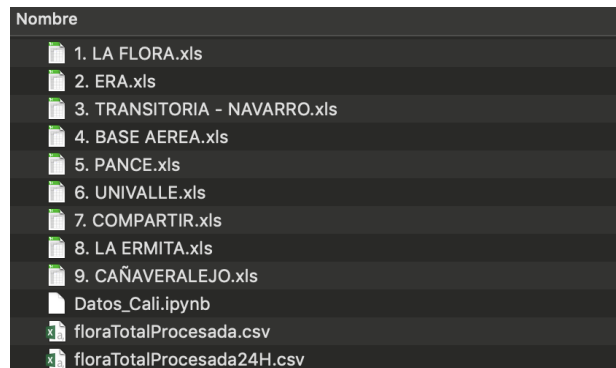 Nombre
1. LA FLORA.xls
2. ERA.xls
3. TRANSITORIA - NAVARRO.xls
4. BASE AEREA.xls
5. PANCE.xls
6. UNIVALLE.xls
7. COMPARTIR.xls
8. LA ERMITA.xls
9. CAÑAVERALEJO.xls
Datos_Cali.ipynb
floraTotalProcesada.csv
floraTotalProcesada24H.csv